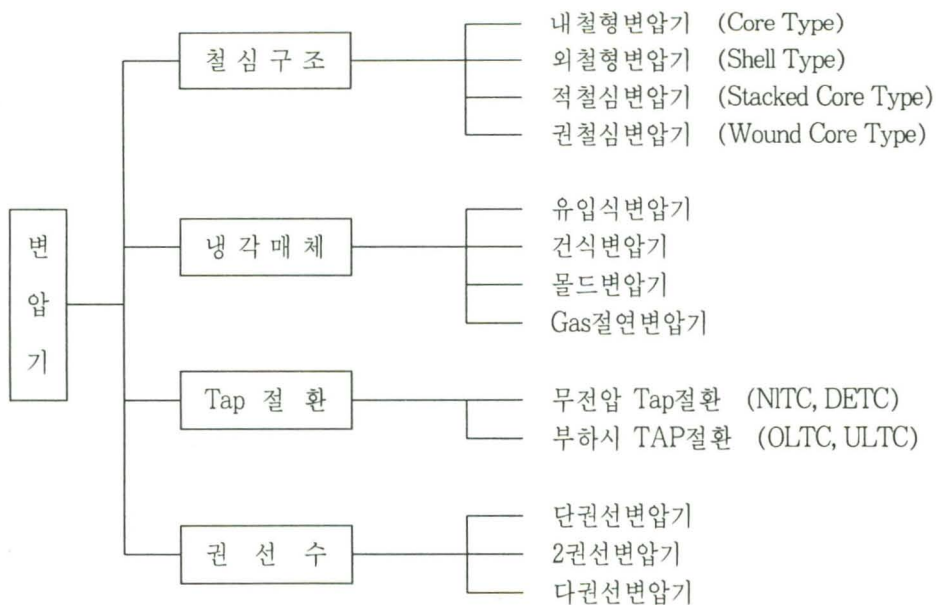 변압기
철심구조
내철형변압기 (Core Type)
외철형변압기 (Shell Type)
적철심변압기 (Stacked Core Type)
권철심변압기 (Wound Core Type)
냉각매체
유입식변압기
건식변압기
몰드변압기
Gas절연변압기
Tap 절환
무전압 Tap절환 (NITC, DETC)
부하시 TAP절환 (OLTC, ULTC)
권선수
단권선변압기
2권선변압기
다권선변압기